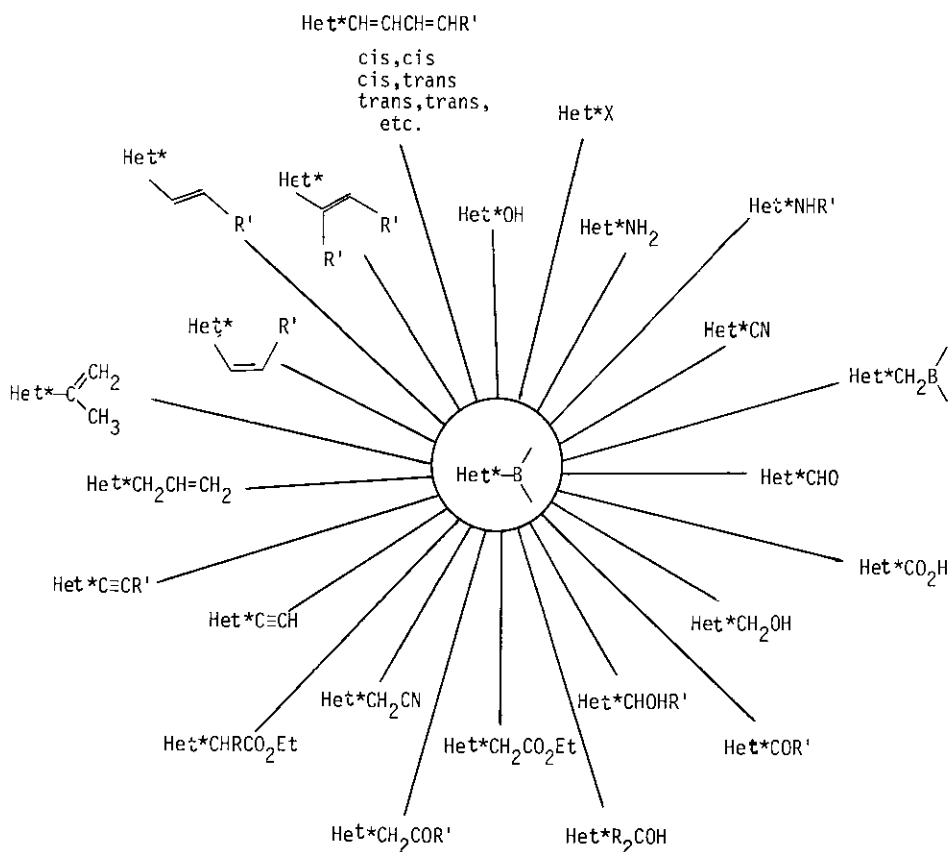 Het*CH=CHCH=CHR'
cis,cis
cis,trans
trans,trans,
etc.
Het*X
Het*
R'
Het*
R'
R'
Het*OH
Het*NH2
Het*NHR'
Het*
R'
Het*CN
Het*CH2B
Het*-C
CH2
CH3
Het*-B
Het*CHO
Het*CH2CH=CH2
Het*CO2H
Het*C≡CR'
Het*C≡CH
Het*CH2OH
Het*CH2CN
Het*CHOHR'
Het*CHRCO2Et
Het*CH2CO2Et
Het*COR'
Het*CH2COR'
Het*R2COH